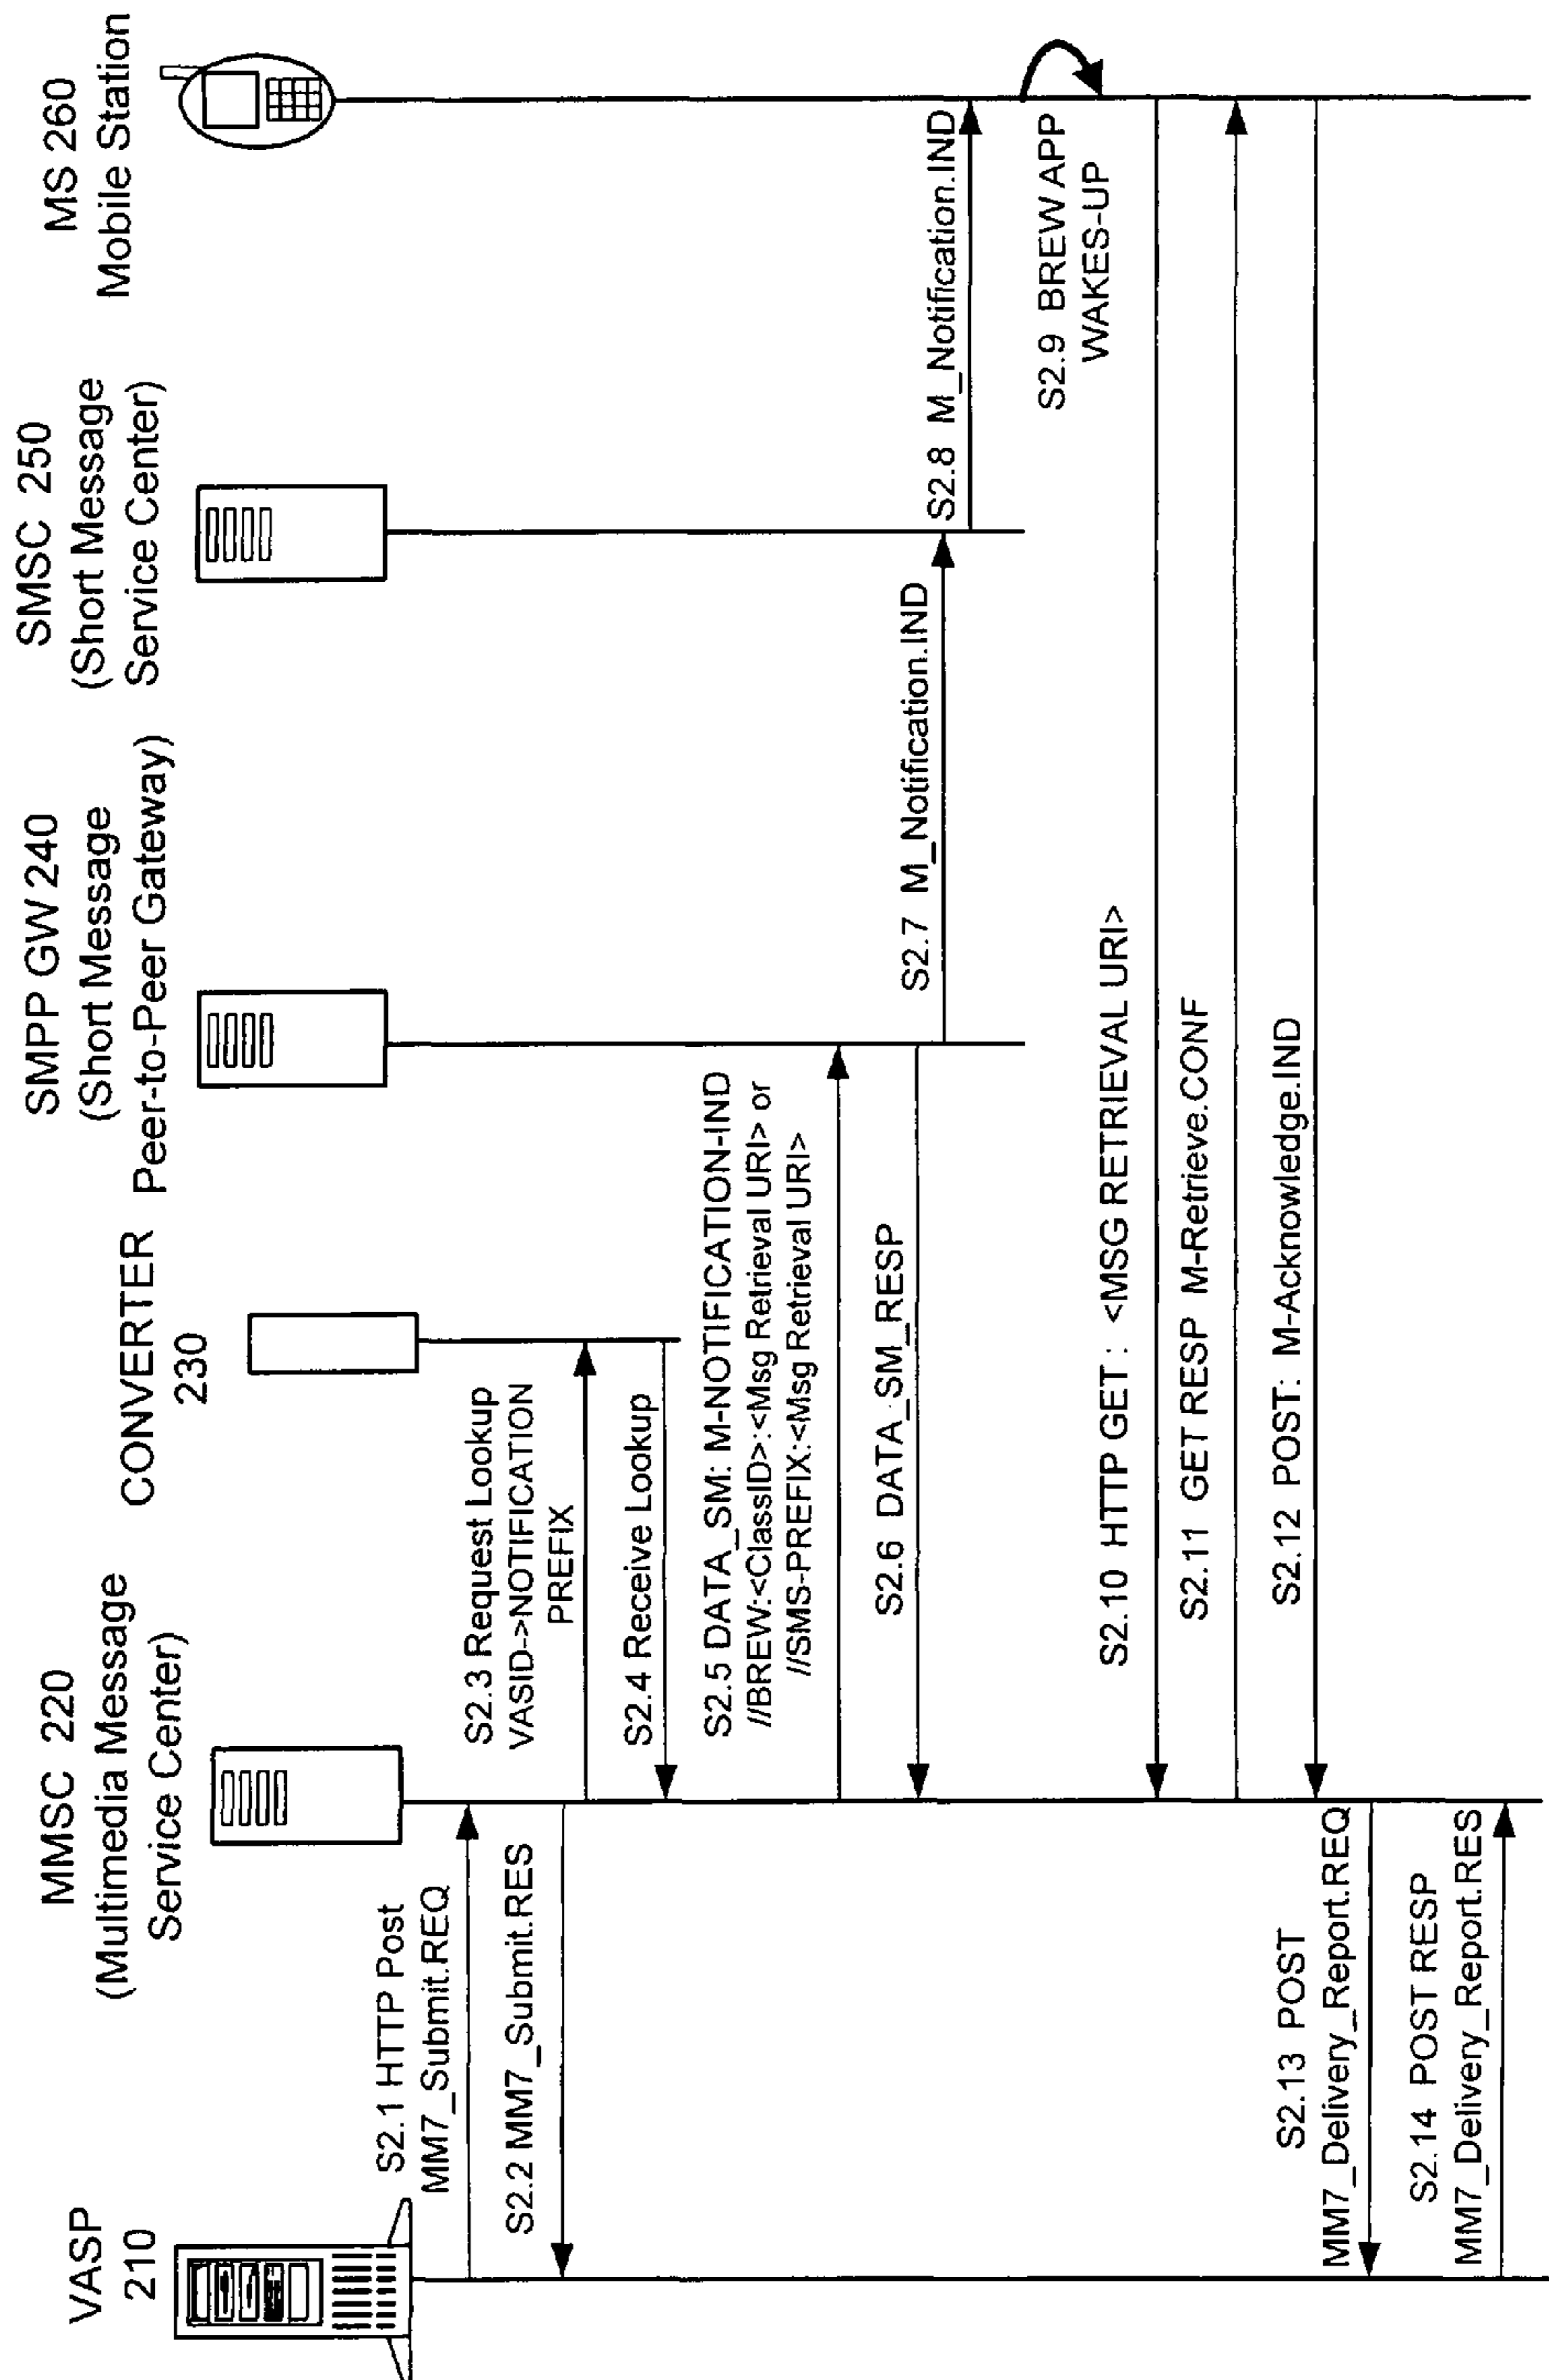 VASP
210
MMSC 220
(Multimedia Message
Service Center)
CONVERTER
230
SMPP GW 240
(Short Message
Peer-to-Peer Gateway)
SMSC 250
(Short Message
Service Center)
MS 260
Mobile Station
S2.1 HTTP Post
MM7_Submit.REQ
S2.2 MM7_Submit.RES
S2.3 Request Lookup
VASID->NOTIFICATION
PREFIX
S2.4 Receive Lookup
S2.5 DATA_SM: M-NOTIFICATION-IND
//BREW:<ClassID>:<Msg Retrieval URI> or
//SMS-PREFIX:<Msg Retrieval URI>
S2.6 DATA_SM_RESP
S2.7 M_Notification.IND
S2.8 M_Notification.IND
S2.9 BREW APP
WAKES-UP
S2.10 HTTP GET : <MSG RETRIEVAL URI>
S2.11 GET RESP M-Retrieve.CONF
S2.12 POST: M-Acknowledge.IND
S2.13 POST
MM7_Delivery_Report.REQ
S2.14 POST RESP
MM7_Delivery_Report.RES